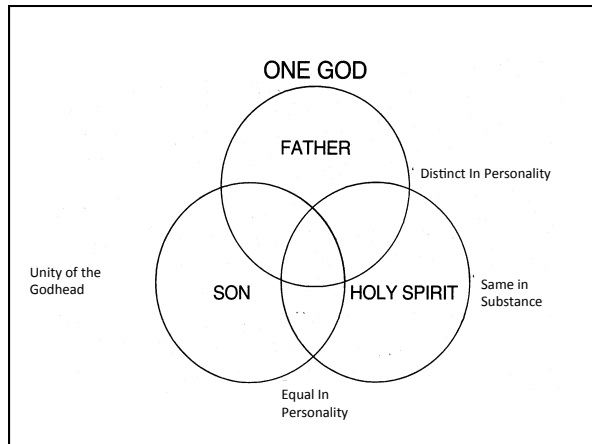 ONE GOD
FATHER
Distinct In Personality
Unity of the
Godhead
SON
HOLY SPIRIT
Same in
Substance
Equal In
Personality